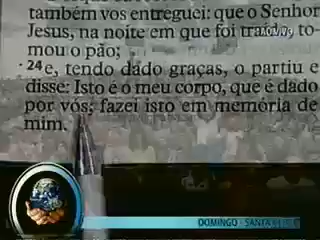 também vos entreguei: que o Senhor
Jesus, na noite em que foi traído to-
mou o pão;
24 e, tendo dado graças, o partiu e
disse: Isto é o meu corpo, que é dado
por vós; fazei isto em memória de
mim.
DOMINGO - SANTA